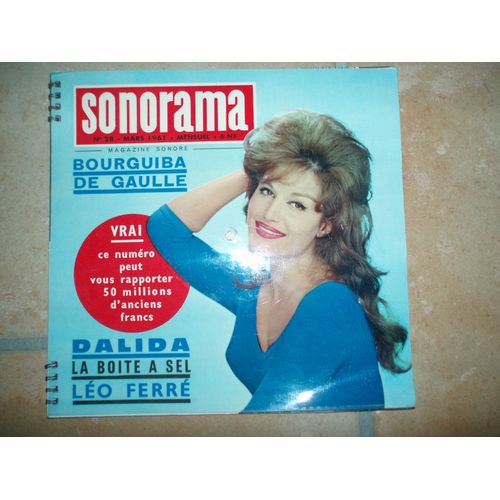 sonorama
N° 28 - MARS 1961 - MENSUEL - 6 NF
MAGAZINE SONORE
BOURGUIBA
DE GAULLE
VRAI
ce numéro
peut
vous rapporter
50 millions
d'anciens
francs
DALIDA
LA BOITE A SEL
LÉO FERRÉ